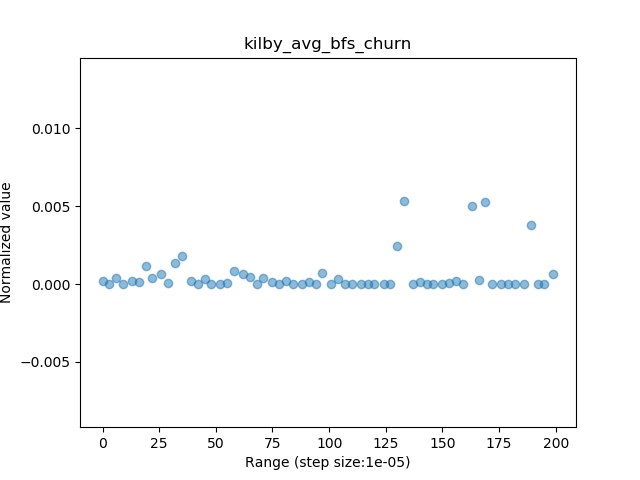 kilby_avg_bfs_churn
Normalized value
0.010
0.005
0.000
−0.005
0 25 50 75 100 125 150 175 200
Range (step size:1e-05)